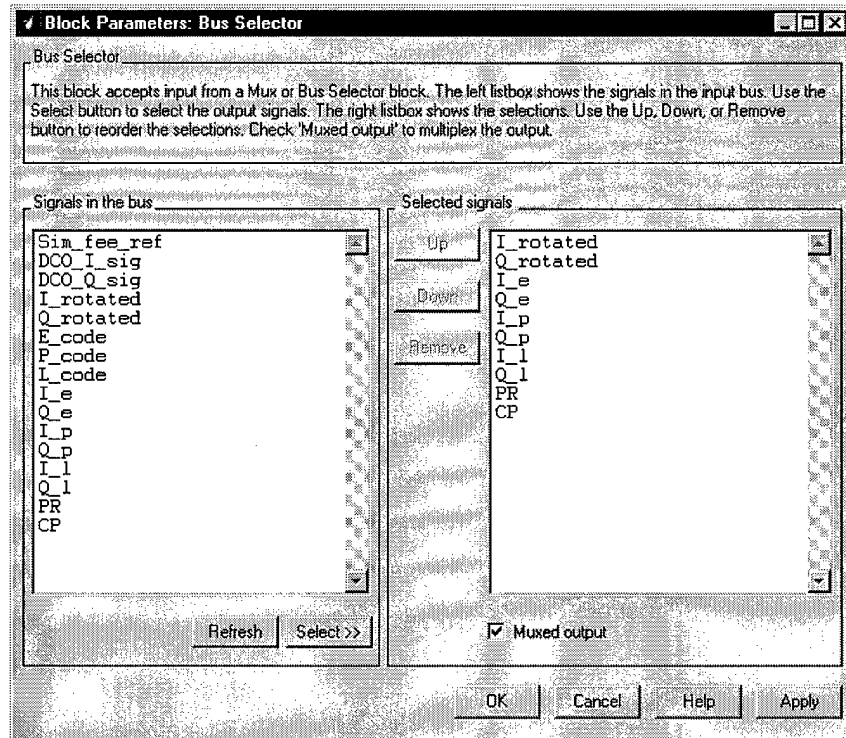 Block Parameters: Bus Selector
Bus Selector
This block accepts input from a Mux or Bus Selector block. The left listbox shows the signals in the input bus. Use the
Select button to select the output signals. The right listbox shows the selections. Use the Up, Down, or Remove
button to reorder the selections. Check 'Muxed output' to multiplex the output.
Signals in the bus
Sim_fee_ref
DCO_I_sig
DCO_Q_sig
I_rotated
Q_rotated
E_code
P_code
L_code
I_e
Q_e
I_p
Q_p
I_l
Q_l
PR
CP
Refresh
Select >>
Selected signals
Up
Down
Remove
I_rotated
Q_rotated
I_e
Q_e
I_p
Q_p
I_l
Q_l
PR
CP
Muxed output
OK
Cancel
Help
Apply